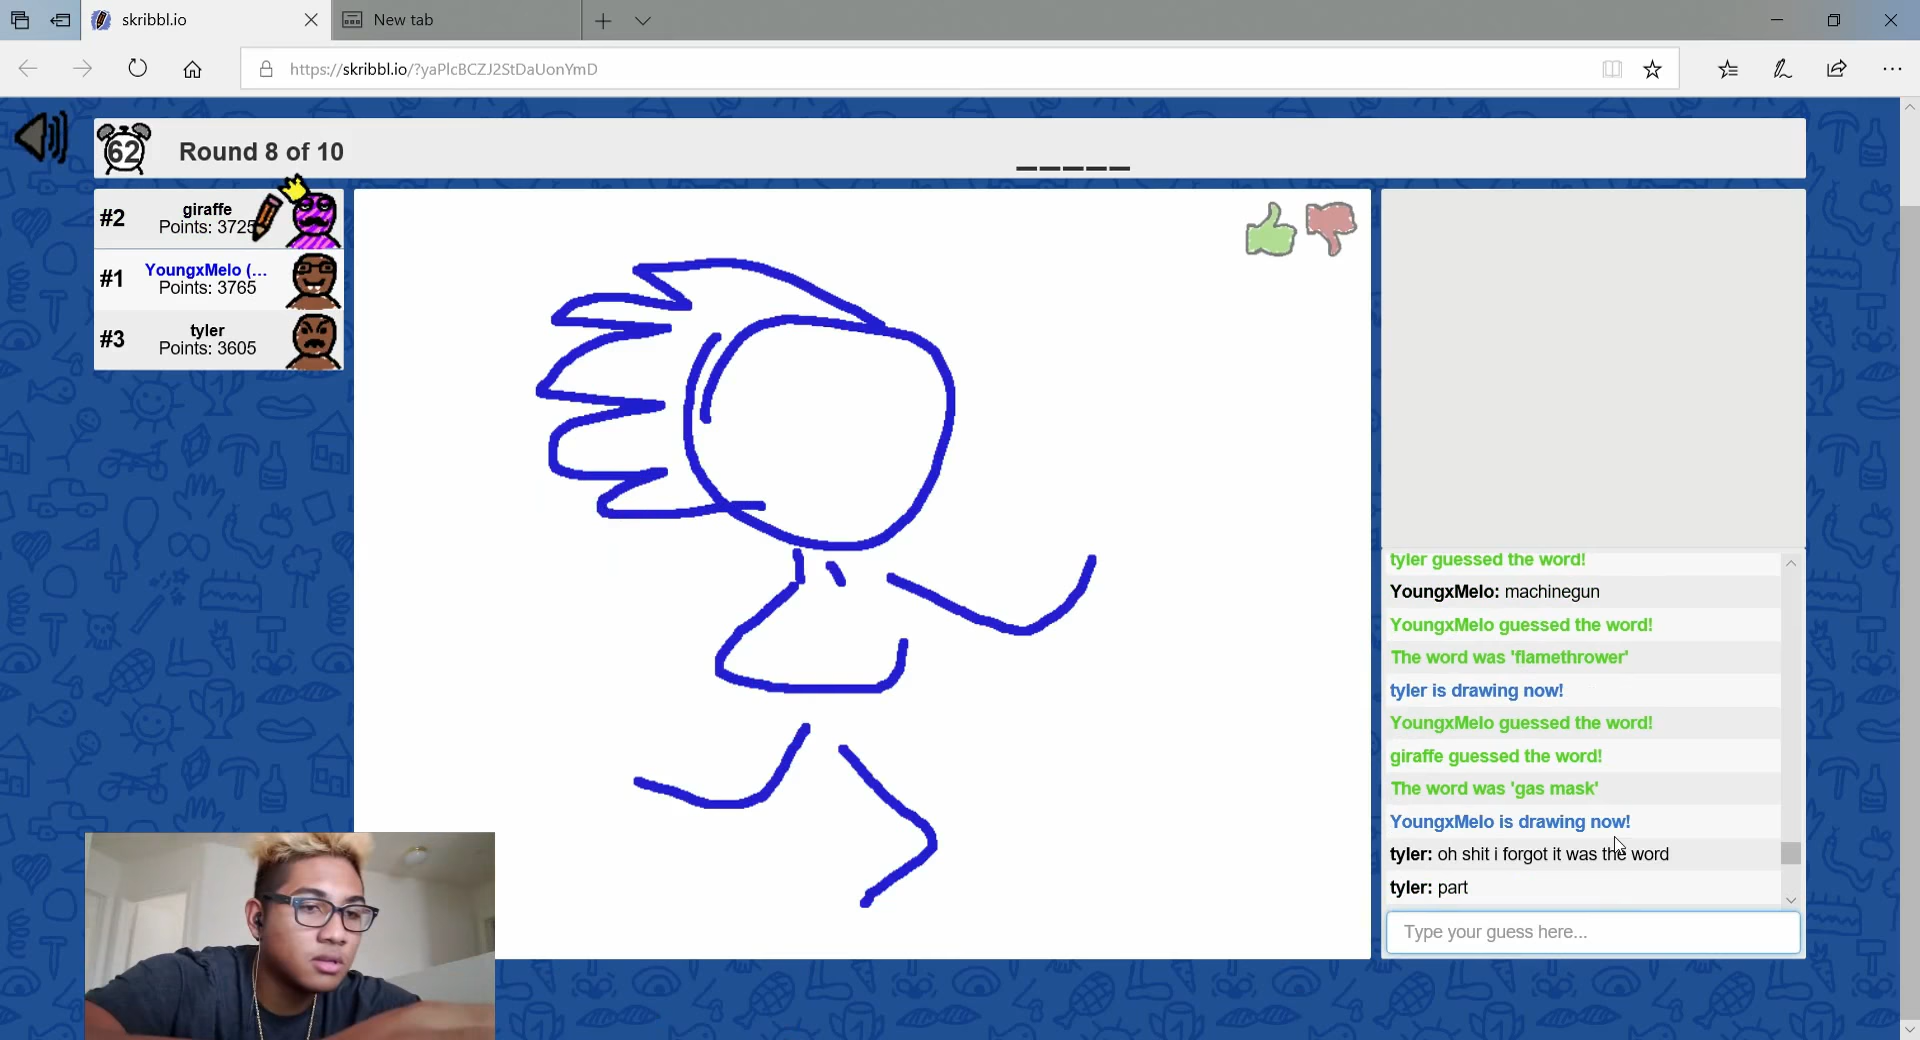 skribbl.io
New tab
https://skribbl.io/?yaPlcBCZJ2StDaUonYmD
62
Round 8 of 10
_ _ _ _ _
#2
giraffe
Points: 3725
#1
YoungxMelo (...
Points: 3765
#3
tyler
Points: 3605
tyler guessed the word!
YoungxMelo: machinegun
YoungxMelo guessed the word!
The word was 'flamethrower'
tyler is drawing now!
YoungxMelo guessed the word!
giraffe guessed the word!
The word was 'gas mask'
YoungxMelo is drawing now!
tyler: oh shit i forgot it was the word
tyler: part
Type your guess here...